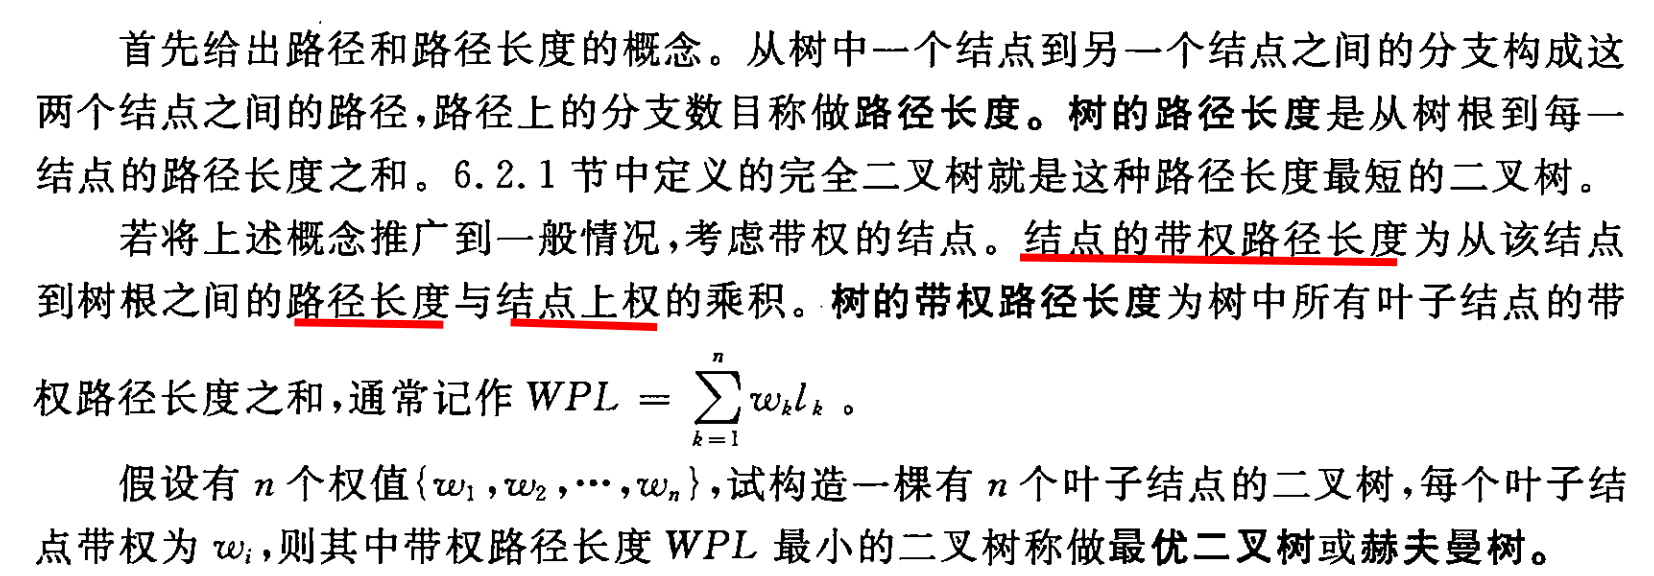 首先给出路径和路径长度的概念。从树中一个结点到另一个结点之间的分支构成这
两个结点之间的路径,路径上的分支数目称做路径长度。树的路径长度是从树根到每一
结点的路径长度之和。6.2.1 节中定义的完全二叉树就是这种路径长度最短的二叉树。
若将上述概念推广到一般情况,考虑带权的结点。结点的带权路径长度为从该结点
到树根之间的路径长度与结点上权的乘积。树的带权路径长度为树中所有叶子结点的带
权路径长度之和,通常记作 WPL = \sum_{k=1}^{n} w_k l_k 。
假设有 n 个权值{w₁,w₂,⋯,wₙ},试构造一棵有 n 个叶子结点的二叉树,每个叶子结
点带权为 wᵢ,则其中带权路径长度 WPL 最小的二叉树称做最优二叉树或赫夫曼树。